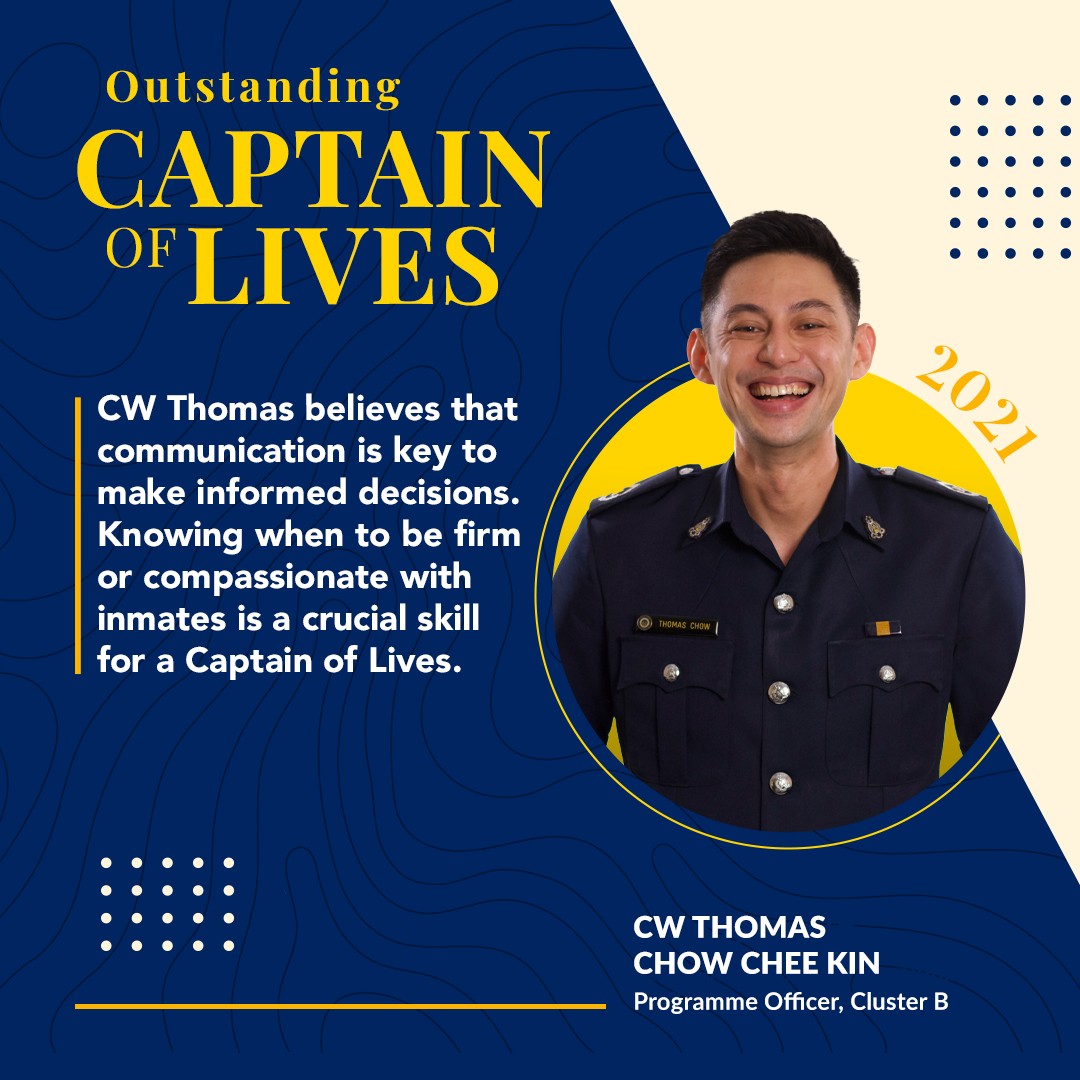 Outstanding
CAPTAIN
OF LIVES
2021
CW Thomas believes that
communication is key to
make informed decisions.
Knowing when to be firm
or compassionate with
inmates is a crucial skill
for a Captain of Lives.
THOMAS CHOW
CW THOMAS
CHOW CHEE KIN
Programme Officer, Cluster B